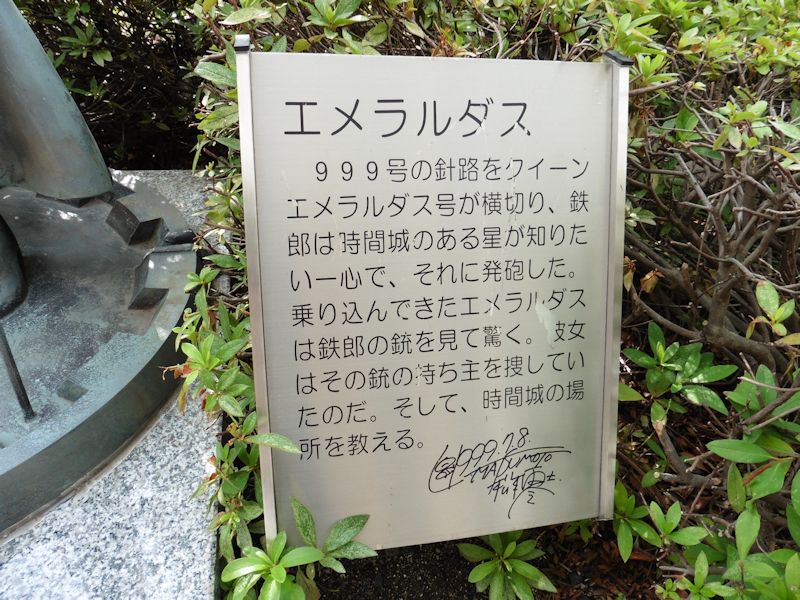 エメラルダス
999号の針路をクイーン
エメラルダス号が横切り、鉄
郎は時間城のある星が知りた
い一心で、それに発砲した。
乗り込んできたエメラルダス
は鉄郎の銃を見て驚く。彼女
はその銃の持ち主を捜してい
たのだ。そして、時間城の場
所を教える。
1999.7.8.
MATSUMOTO